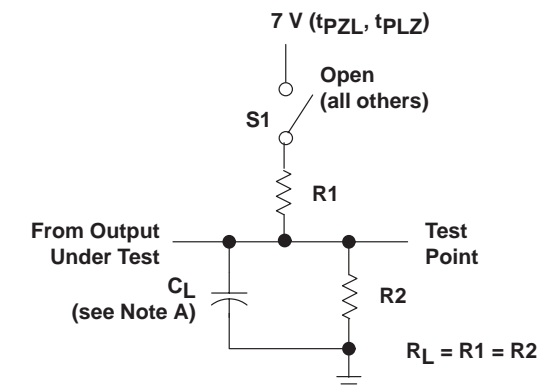 7 V (tPZL, tPLZ)
Open
(all others)
S1
R1
From Output
Under Test
Test
Point
CL
(see Note A)
R2
RL = R1 = R2